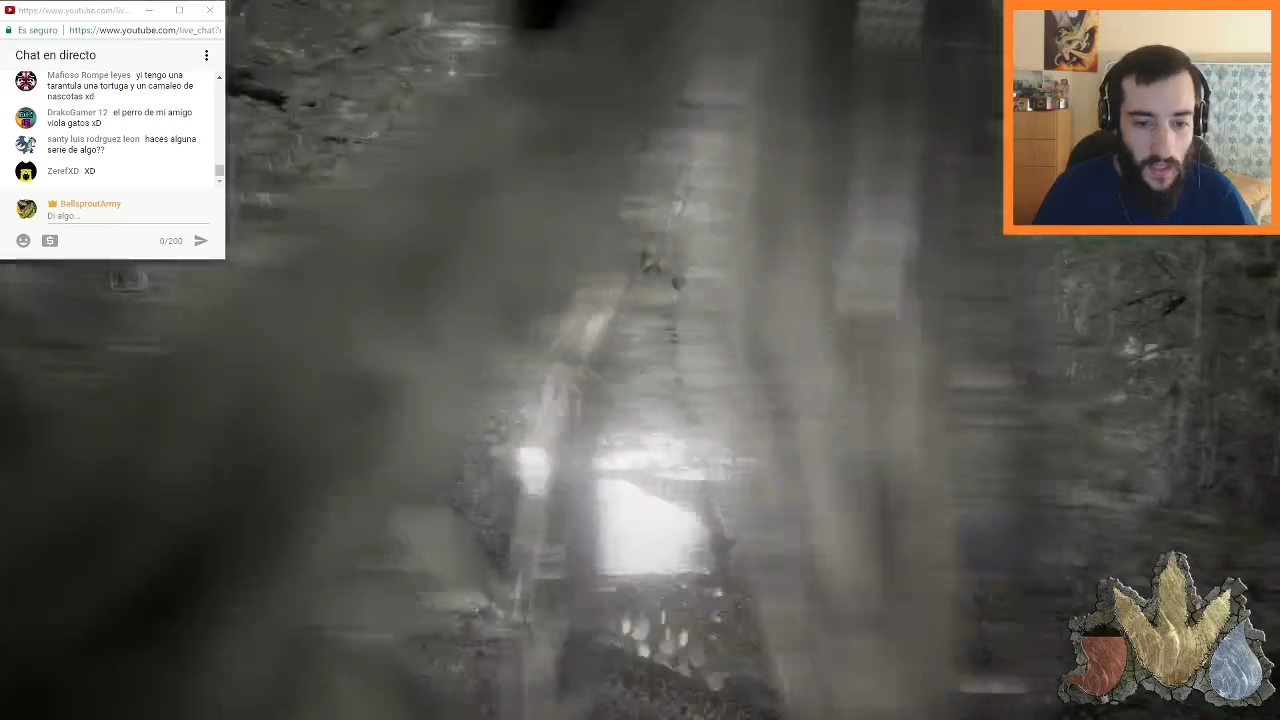 https://www.youtube.com/liv...
Es seguro | https://www.youtube.com/live_chat?i
Chat en directo
Mafioso Rompe leyes yi tengo una
tarantula una tortuga y un camaleo de
nascotas xd
DrakoGamer 12 el perro de mi amigo
viola gatos xD
santy luis rodrguez leon haces alguna
serie de algo??
ZerefXD XD
BellsproutArmy
Di algo...
0/200